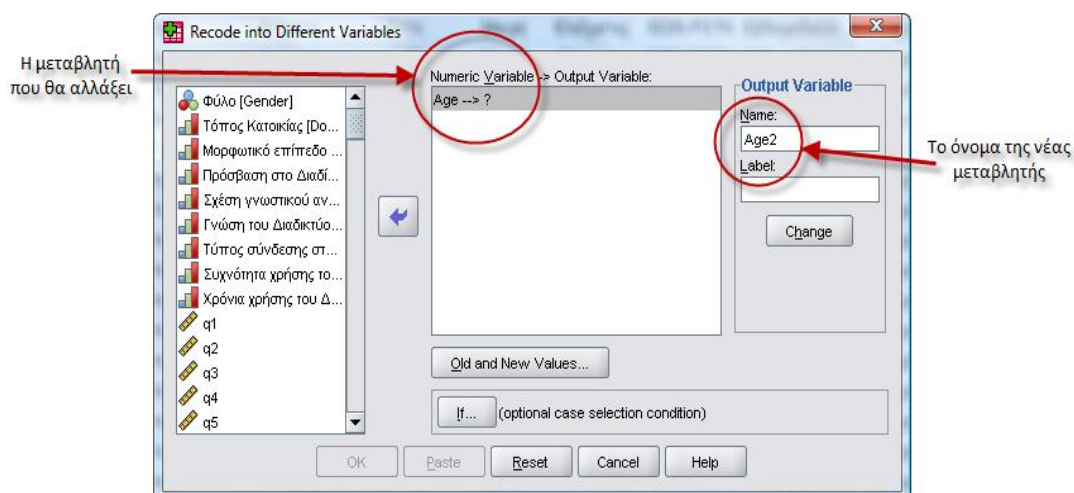 Recode into Different Variables
Η μεταβλητή
που θα αλλάξει
Φύλο [Gender]
Τόπος Κατοικίας [Do...
Μορφωτικό επίπεδο ...
Πρόσβαση στο Διαδί...
Σχέση γνωστικού αν...
Γνώση του Διαδικτύο...
Τύπος σύνδεσης στ...
Συχνότητα χρήσης το...
Χρόνια χρήσης του Δ...
q1
q2
q3
q4
q5
Numeric Variable -> Output Variable:
Age --> ?
Old and New Values...
If... (optional case selection condition)
Output Variable
Name:
Age2
Label:
Change
Το όνομα της νέας
μεταβλητής
OK Paste Reset Cancel Help